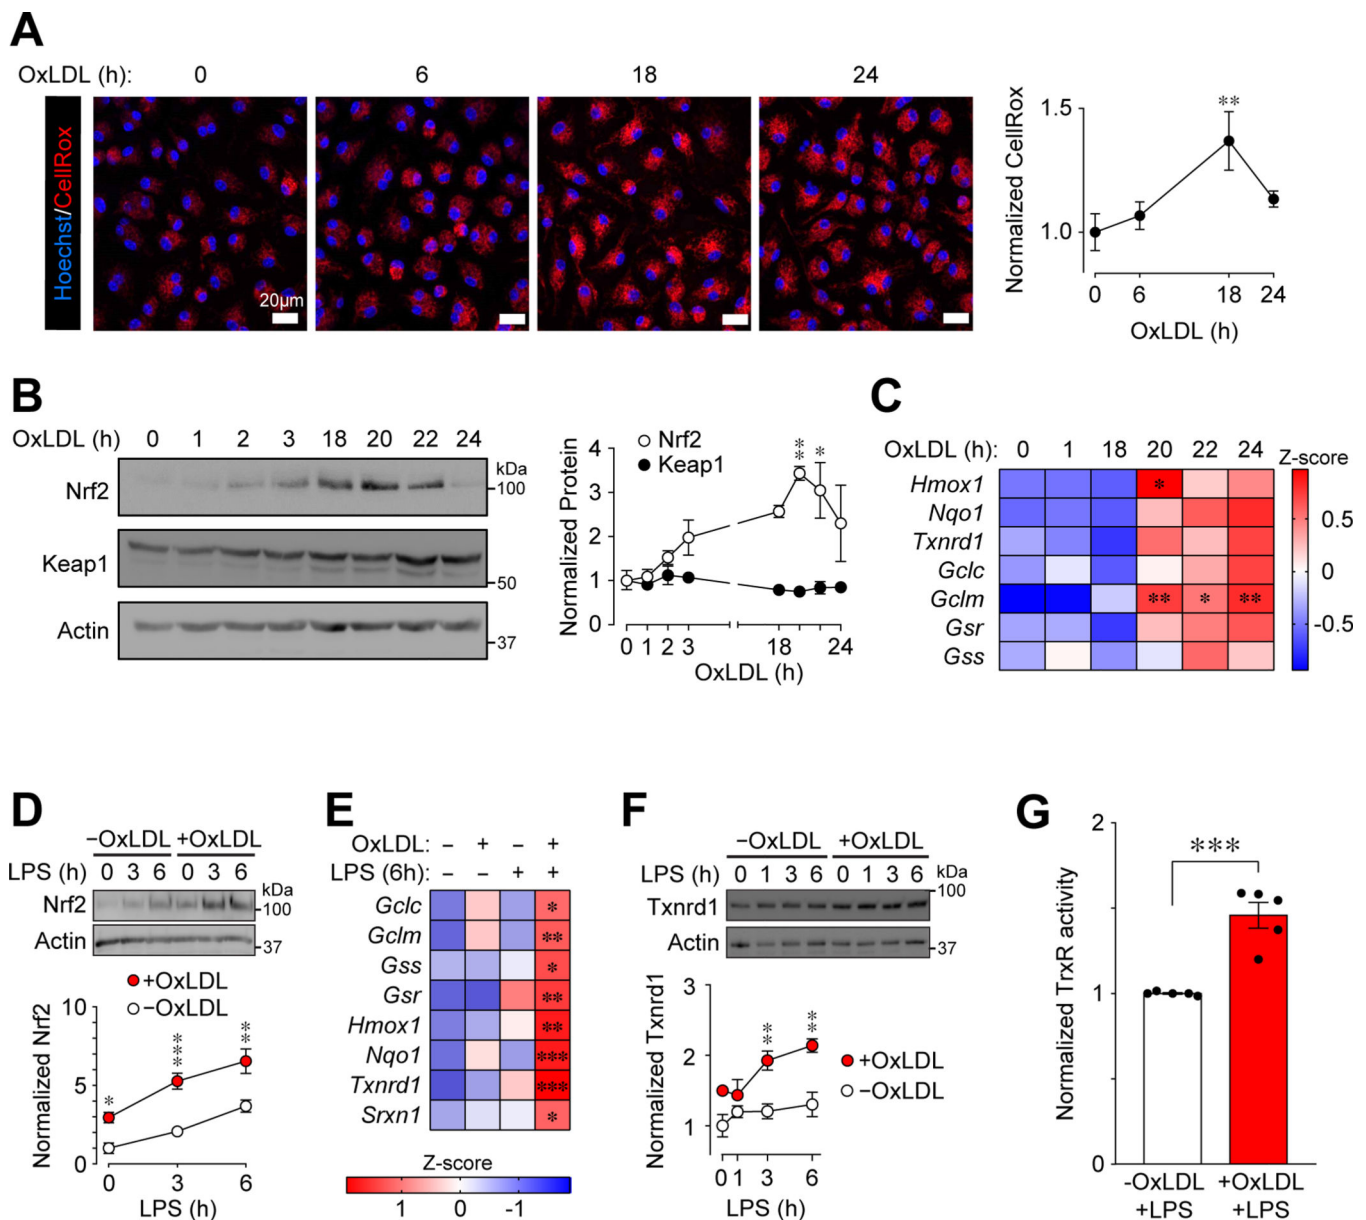 A
OxLDL (h): 0 6 18 24
Hoechst/CellRox
20μm
Normalized CellRox
1.5
1.0
**
0 6 18 24
OxLDL (h)
B
OxLDL (h) 0 1 2 3 18 20 22 24
kDa
Nrf2
100
Keap1
50
Actin
37
Normalized Protein
4
3
2
1
0
Nrf2
Keap1
**
*
0 1 2 3 18 24
OxLDL (h)
C
OxLDL (h) 0 1 18 20 22 24
Z-score
Hmox1 *
Nqo1
Txnrd1
Gclc
Gclm ** * **
Gsr
Gss
0.5
0
-0.5
D
−OxLDL +OxLDL
LPS (h) 0 3 6 0 3 6
kDa
Nrf2
100
Actin
37
+OxLDL
−OxLDL
Normalized Nrf2
10
5
0
*
***
**
0 3 6
LPS (h)
E
OxLDL: − + − +
LPS (6h) − − + +
Gclc *
Gclm **
Gss *
Gsr **
Hmox1 **
Nqo1 ***
Txnrd1 ***
Srxn1 *
Z-score
1 0 -1
F
−OxLDL +OxLDL
LPS (h) 0 1 3 6 0 1 3 6
kDa
100
Txnrd1
Actin
37
Normalized Txnrd1
3
2
1
**
**
+OxLDL
−OxLDL
0 1 3 6
LPS (h)
G
Normalized TrxR activity
2
1
0
***
-OxLDL +OxLDL
+LPS +LPS